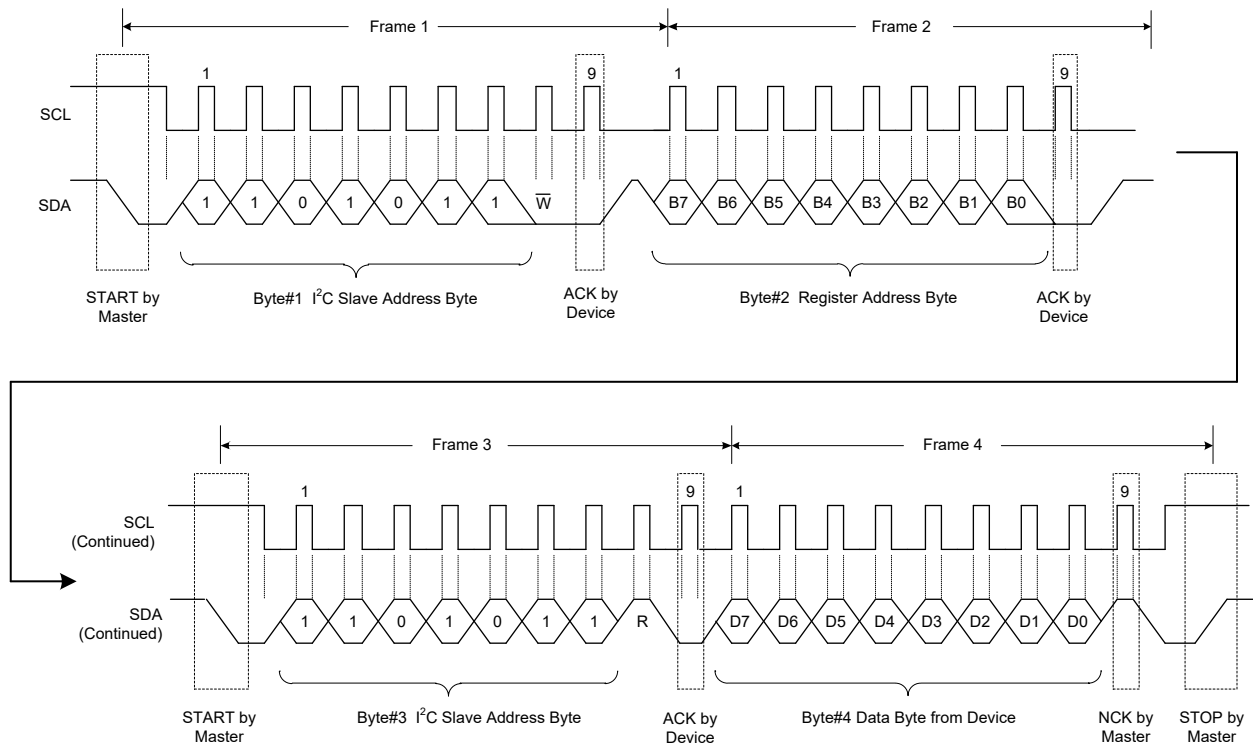 Frame 1 Frame 2
1 9 1 9
SCL
SDA 1 1 0 1 0 1 1 W̅ B7 B6 B5 B4 B3 B2 B1 B0
START by
Master
Byte#1 I²C Slave Address Byte
ACK by
Device
Byte#2 Register Address Byte
ACK by
Device
Frame 3 Frame 4
1 9 1 9
SCL
(Continued)
SDA
(Continued)
1 1 0 1 0 1 1 R D7 D6 D5 D4 D3 D2 D1 D0
START by
Master
Byte#3 I²C Slave Address Byte
ACK by
Device
Byte#4 Data Byte from Device
NCK by
Master
STOP by
Master